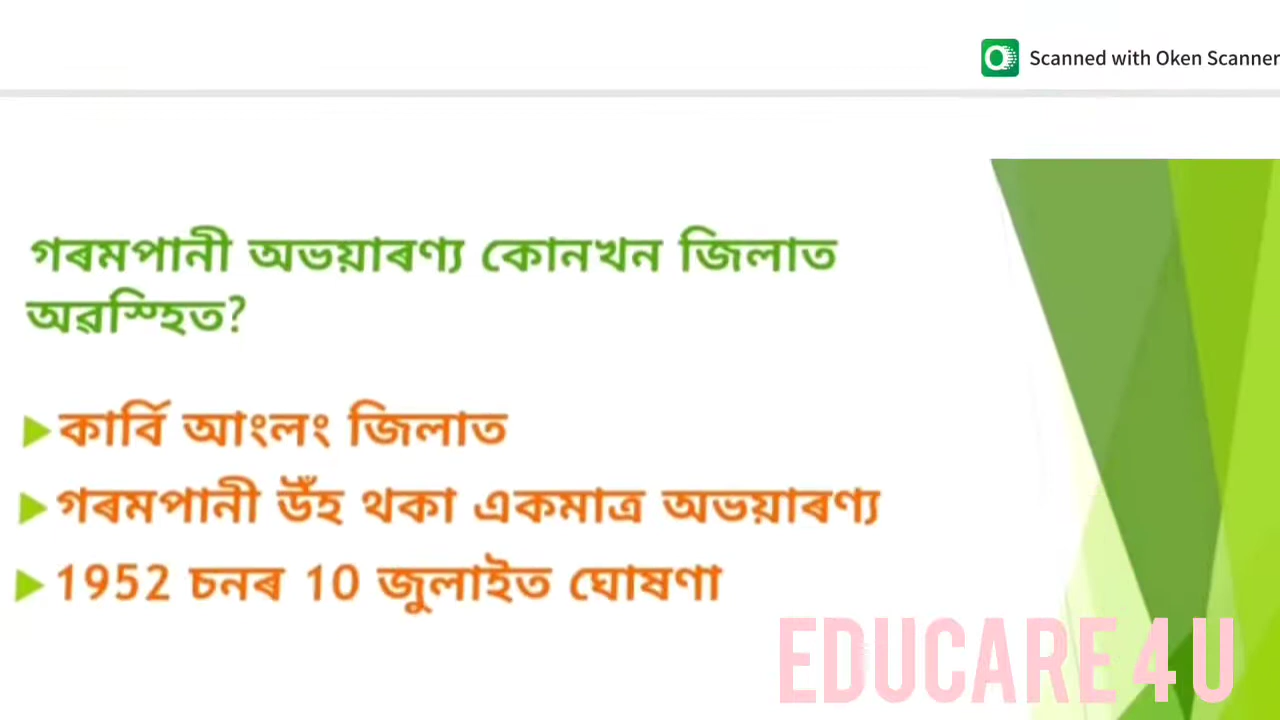 Scanned with Oken Scanner
গৰমপানী অভয়াৰণ্য কোনখন জিলাত
অৱস্হিত?
কাৰ্বি আংলং জিলাত
গৰমপানী উঁহ থকা একমাত্ৰ অভয়াৰণ্য
1952 চনৰ 10 জুলাইত ঘোষণা
EDUCARE 4 U